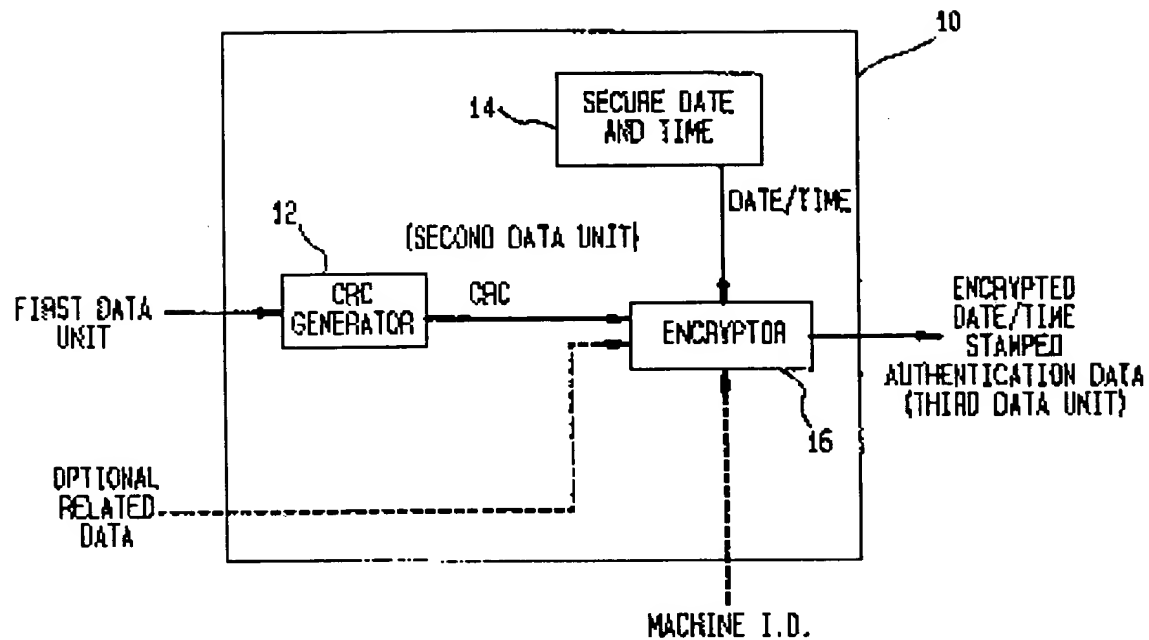 10
14
SECURE DATE
AND TIME
DATE/TIME
12
(SECOND DATA UNIT)
FIRST DATA
UNIT
CRC
GENERATOR
CRC
ENCRYPTOR
ENCRYPTED
DATE/TIME
STAMPED
AUTHENTICATION DATA
(THIRD DATA UNIT)
16
OPTIONAL
RELATED
DATA
MACHINE I.D.